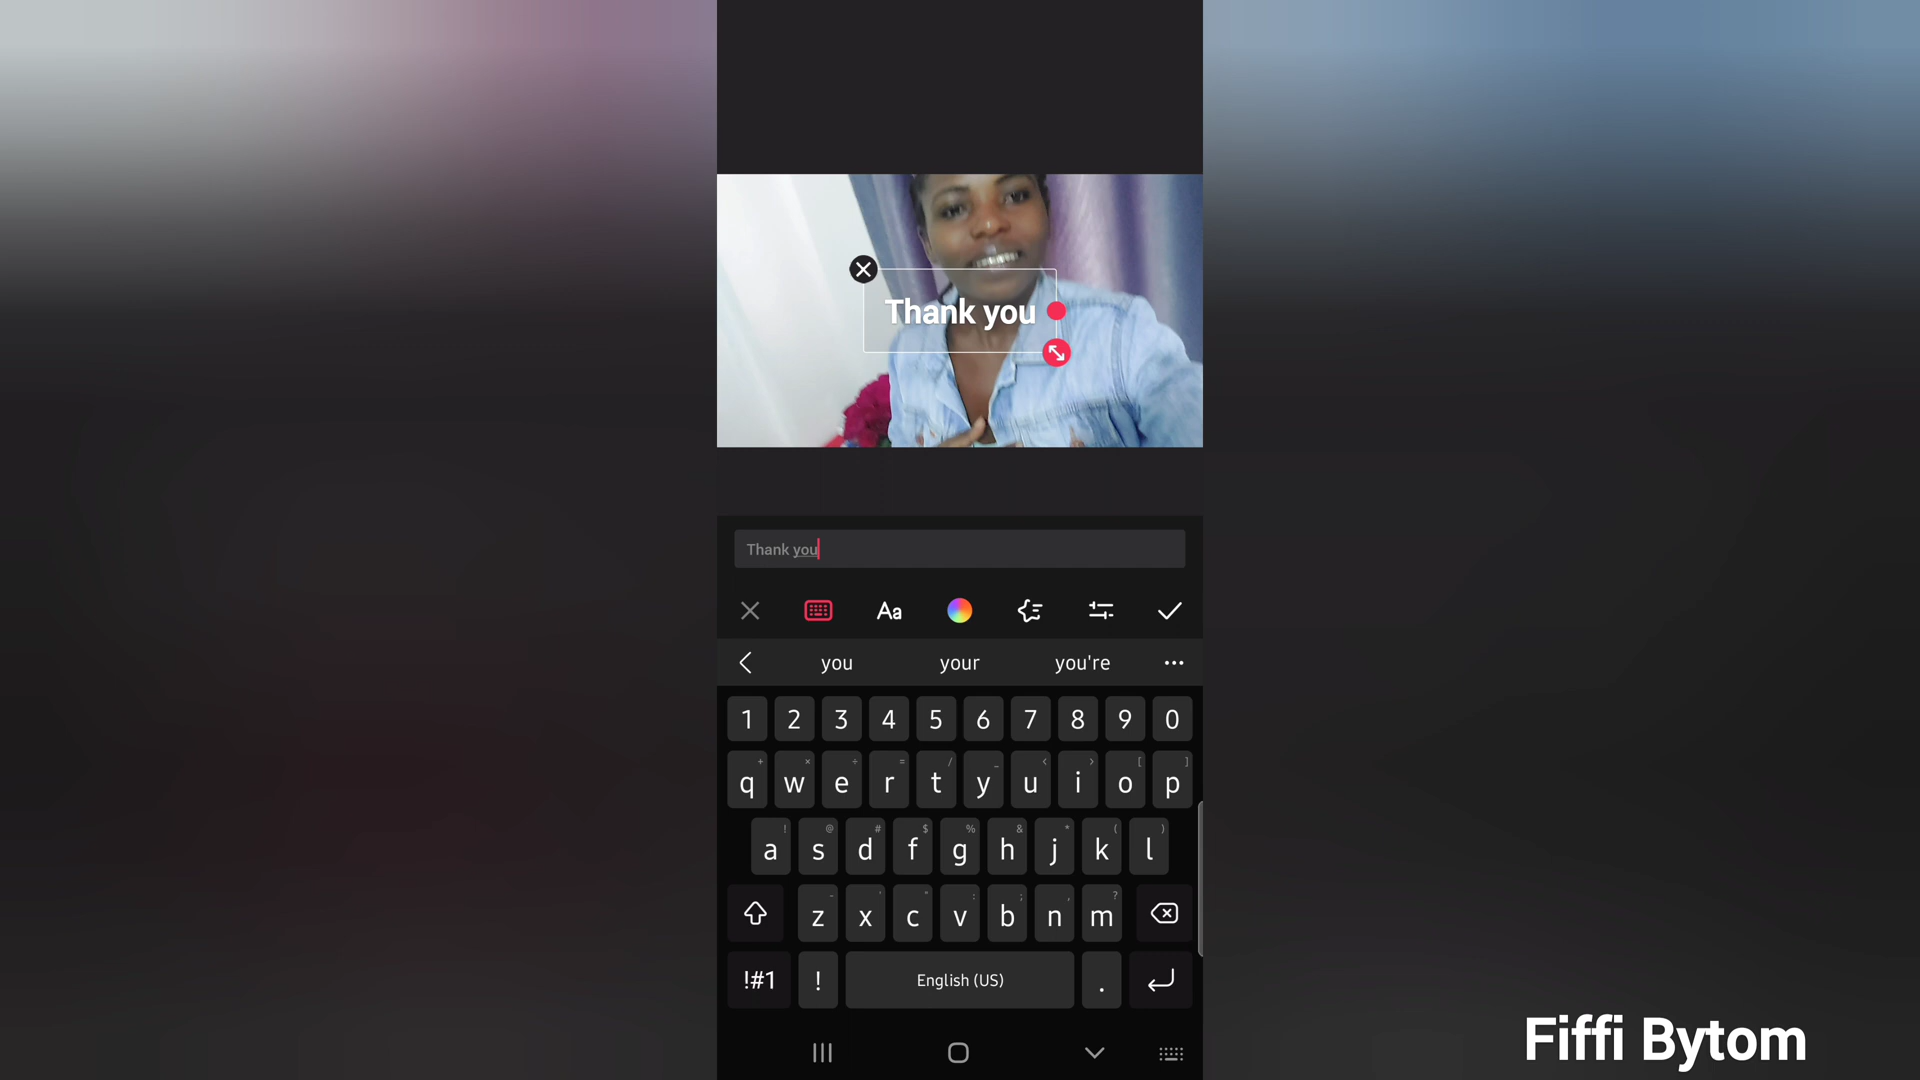 Thank you
Thank you
Aa
you your you're
1 2 3 4 5 6 7 8 9 0
+ × ÷ = / _ < > [ ]
q w e r t y u i o p
! @ # $ % & * ( )
a s d f g h j k l
- ' " : ; , ?
z x c v b n m
!#1 ! English (US) .
Fiffi Bytom